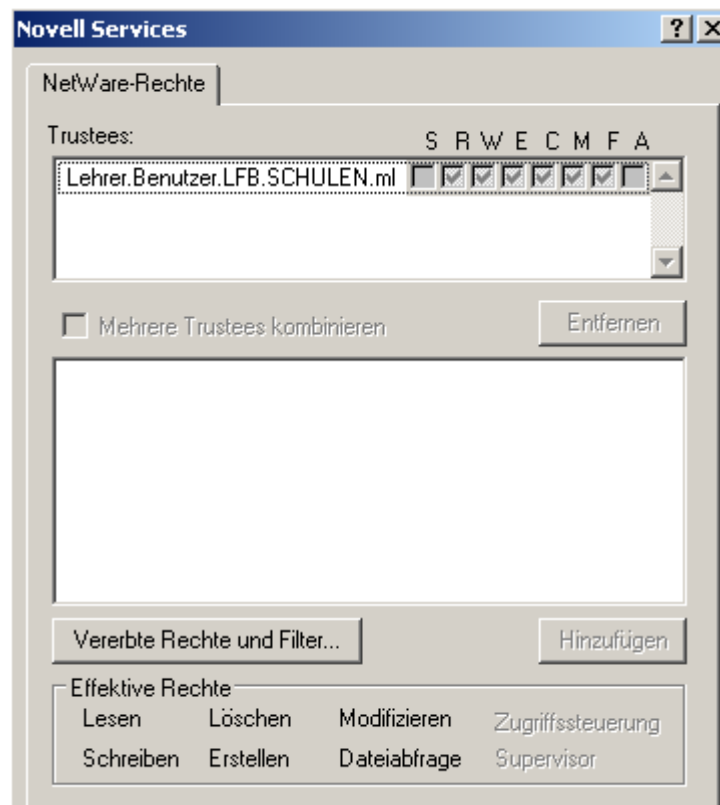 Novell Services
NetWare-Rechte
Trustees: S R W E C M F A
Lehrer.Benutzer.LFB.SCHULEN.ml
Mehrere Trustees kombinieren Entfernen
Vererbte Rechte und Filter... Hinzufügen
Effektive Rechte
Lesen Löschen Modifizieren Zugriffssteuerung
Schreiben Erstellen Dateiabfrage Supervisor